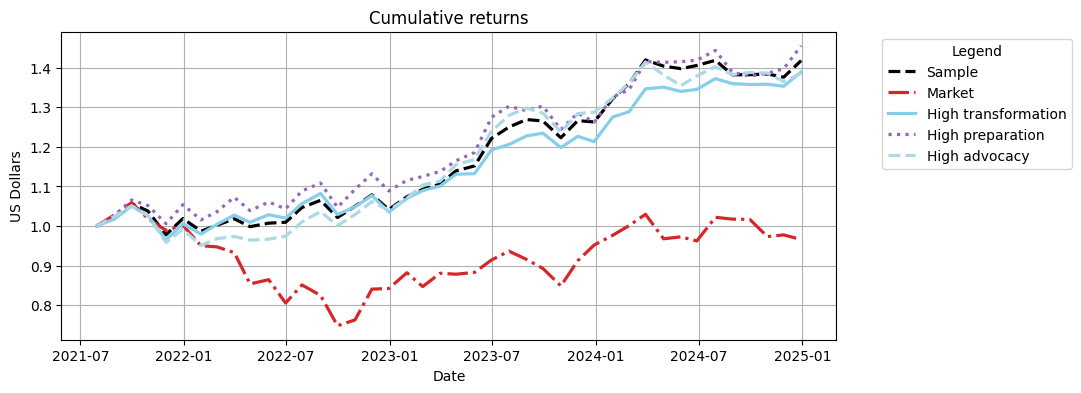 Cumulative returns
Legend
Sample
Market
High transformation
High preparation
High advocacy
US Dollars
1.4
1.3
1.2
1.1
1.0
0.9
0.8
2021-07 2022-01 2022-07 2023-01 2023-07 2024-01 2024-07 2025-01
Date